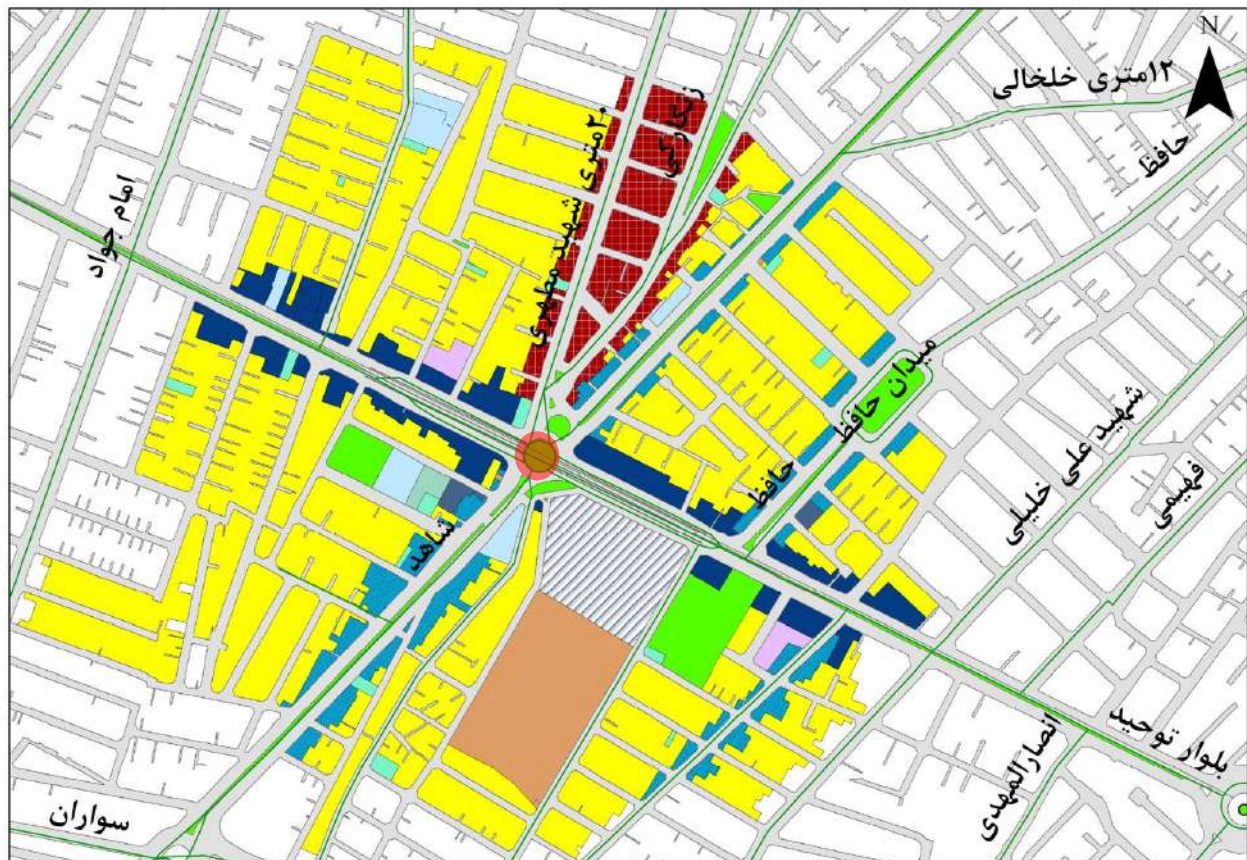 N
۱۲متری خلخالی
حافظ
زیرکی
۲۰متری شهید مطهری
امام جواد
میدان حافظ
حافظ
شهید علی خلیلی
فهیمی
شاهد
بلوار توحید
انصارالمهدی
سواران